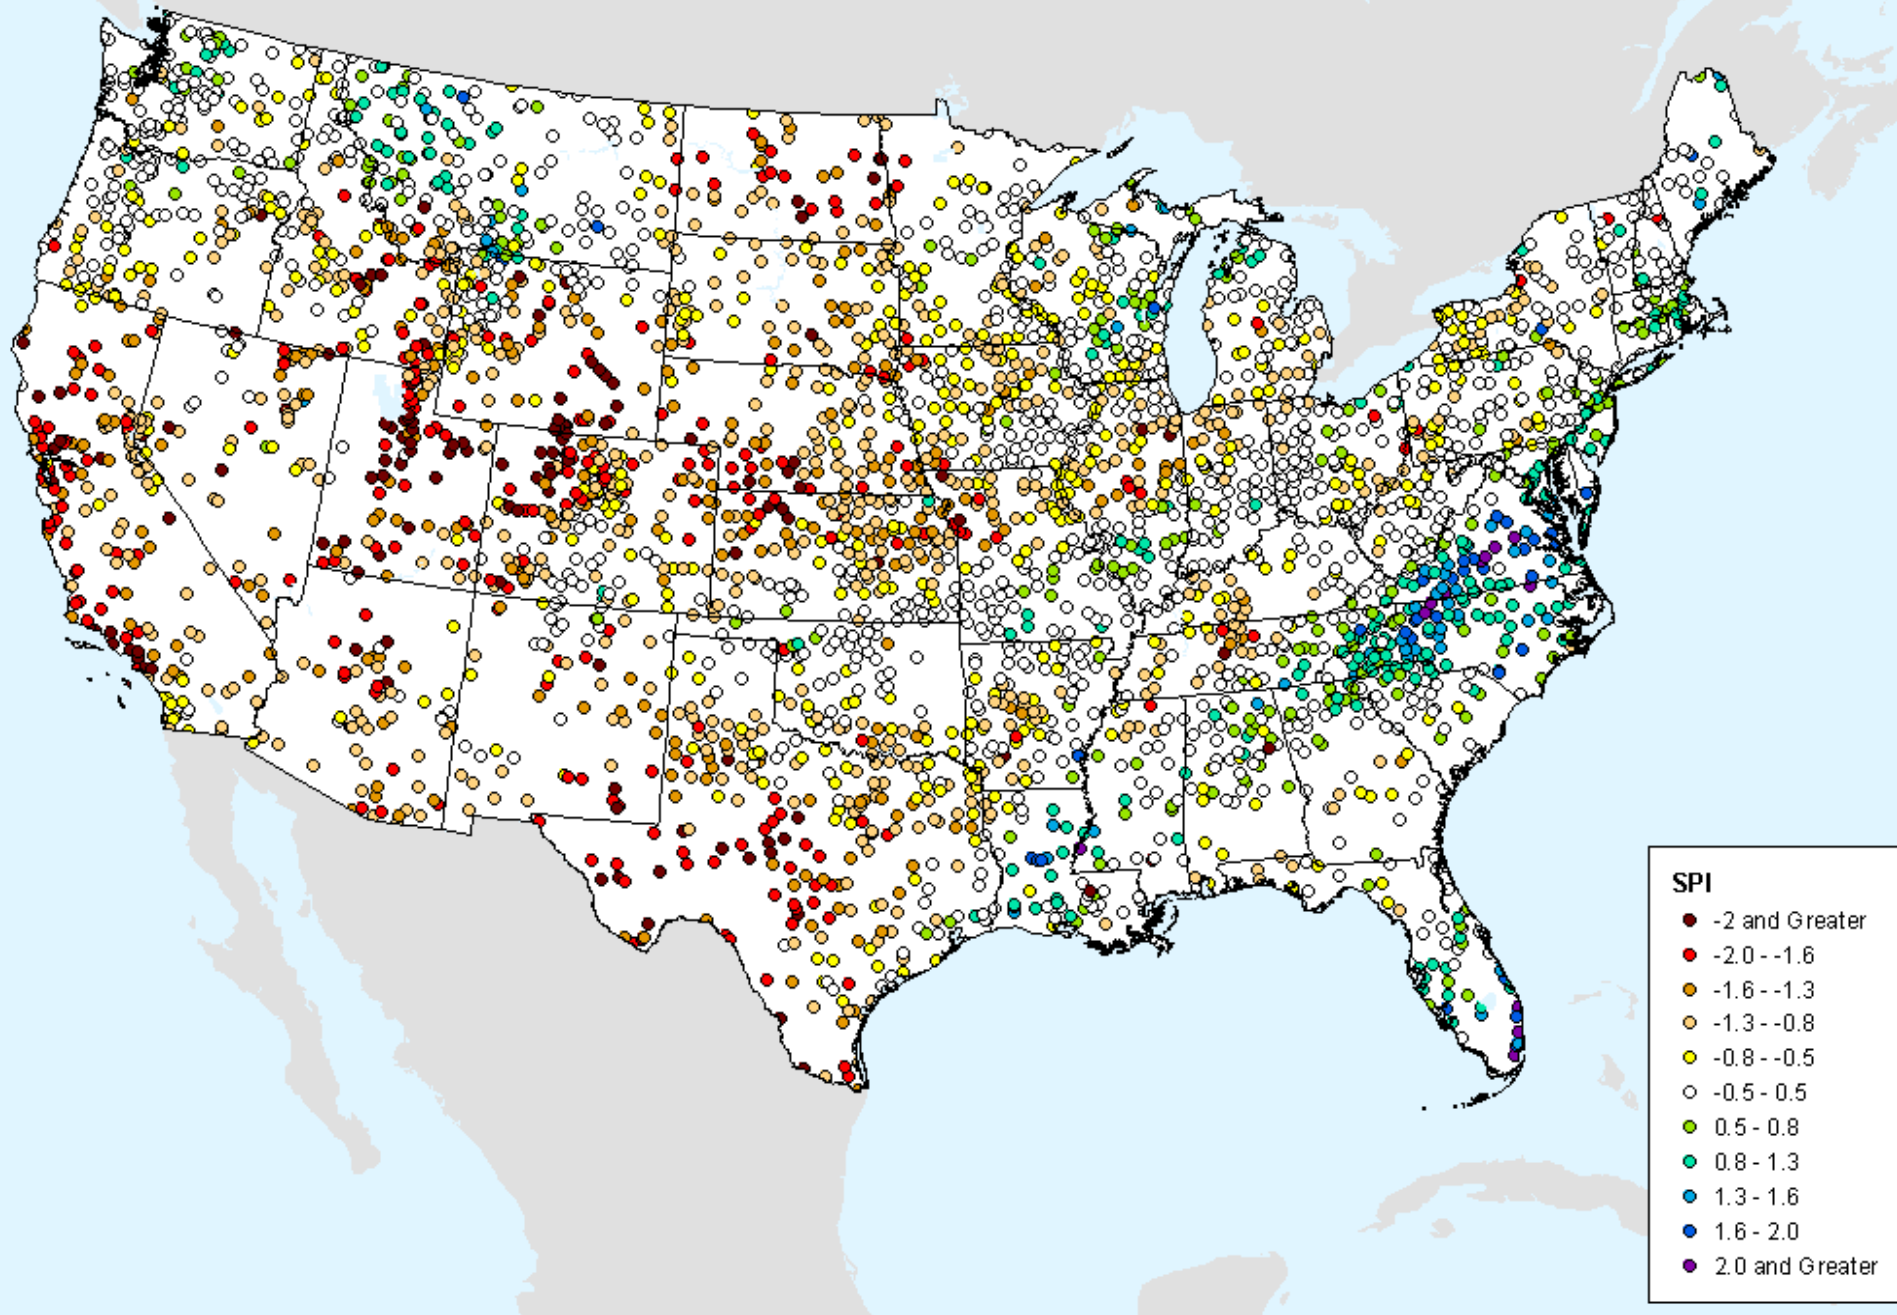 SPI
-2 and Greater
-2.0 - -1.6
-1.6 - -1.3
-1.3 - -0.8
-0.8 - -0.5
-0.5 - 0.5
0.5 - 0.8
0.8 - 1.3
1.3 - 1.6
1.6 - 2.0
2.0 and Greater